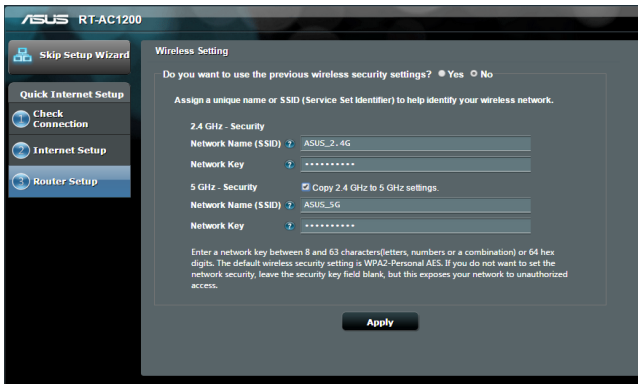 ASUS RT-AC1200
Skip Setup Wizard
Wireless Setting
Do you want to use the previous wireless security settings? Yes No
Quick Internet Setup
1 Check Connection
2 Internet Setup
3 Router Setup
Assign a unique name or SSID (Service Set Identifier) to help identify your wireless network.
2.4 GHz - Security
Network Name (SSID) ? ASUS_2.4G
Network Key ? ••••••••••
5 GHz - Security Copy 2.4 GHz to 5 GHz settings.
Network Name (SSID) ? ASUS_5G
Network Key ? ••••••••••
Enter a network key between 8 and 63 characters(letters, numbers or a combination) or 64 hex
digits. The default wireless security setting is WPA2-Personal AES. If you do not want to set the
network security, leave the security key field blank, but this exposes your network to unauthorized
access.
Apply